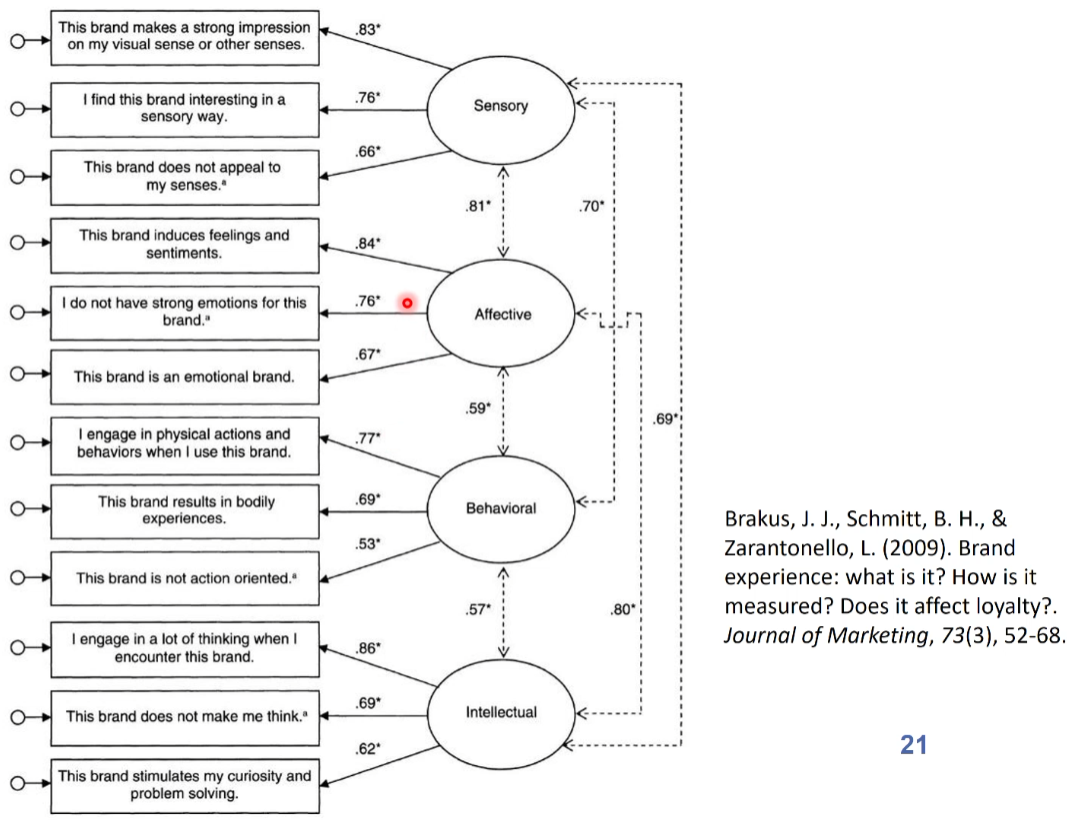 This brand makes a strong impression
on my visual sense or other senses.
.83*
I find this brand interesting in a
sensory way.
.76*
Sensory
This brand does not appeal to
my senses.ª
.66*
.81*
.70*
This brand induces feelings and
sentiments.
.84*
I do not have strong emotions for this
brand.ª
.76*
Affective
This brand is an emotional brand.
.67*
.59*
.69*
I engage in physical actions and
behaviors when I use this brand.
.77*
This brand results in bodily
experiences.
.69*
Behavioral
This brand is not action oriented.ª
.53*
.57*
.80*
I engage in a lot of thinking when I
encounter this brand.
.86*
This brand does not make me think.ª
.69*
Intellectual
This brand stimulates my curiosity and
problem solving.
.62*
Brakus, J. J., Schmitt, B. H., &
Zarantonello, L. (2009). Brand
experience: what is it? How is it
measured? Does it affect loyalty?.
Journal of Marketing, 73(3), 52-68.
21